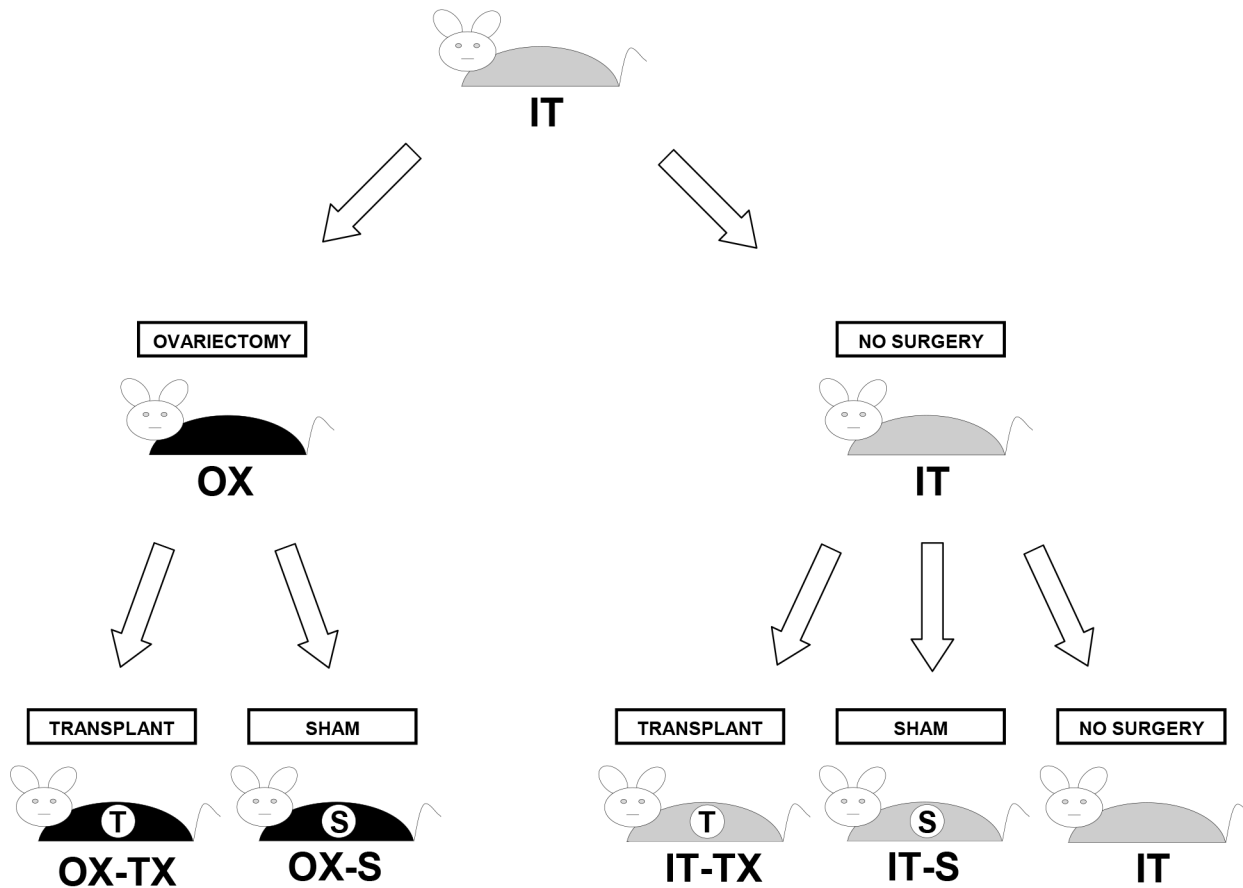 IT
OVARIECTOMY
NO SURGERY
OX
IT
TRANSPLANT
SHAM
TRANSPLANT
SHAM
NO SURGERY
T
S
T
S
OX-TX
OX-S
IT-TX
IT-S
IT